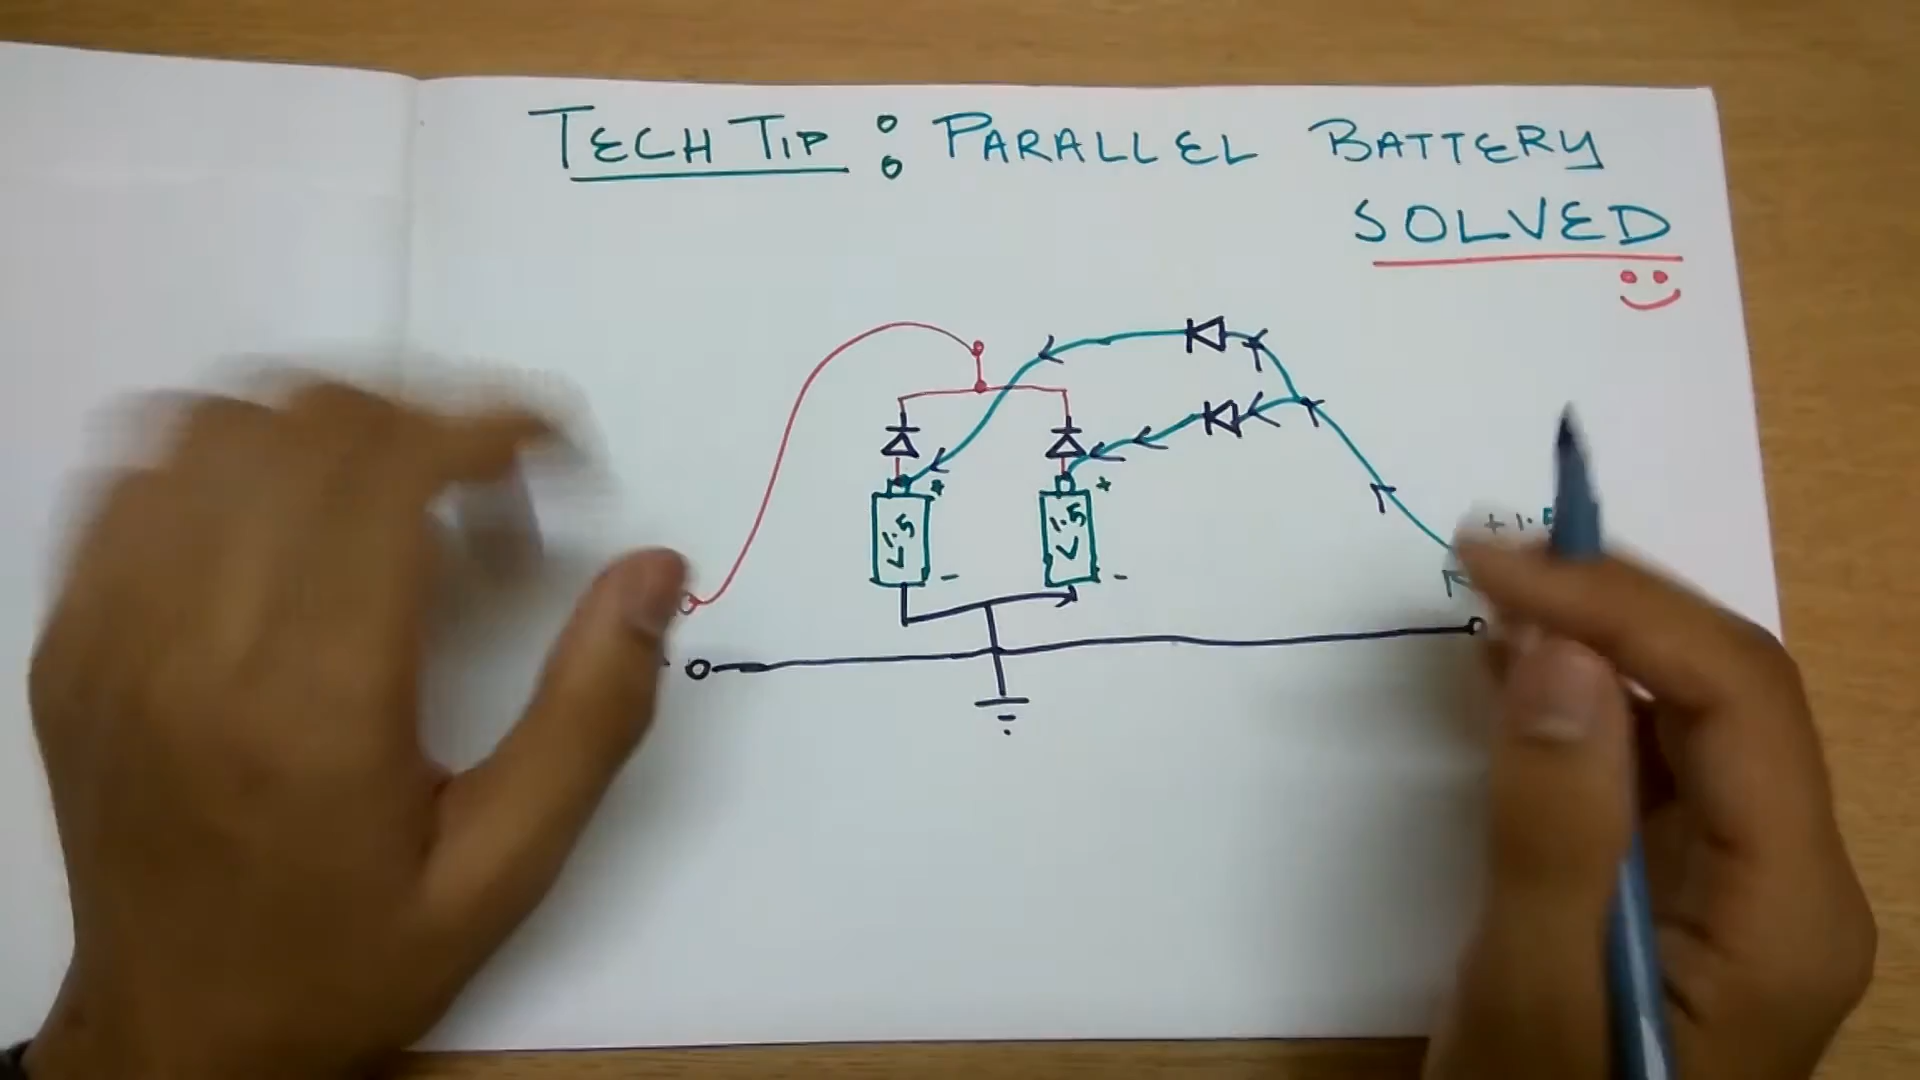 TECH TIP : PARALLEL BATTERY
SOLVED
+ -
1.5 V
+ -
1.5 V